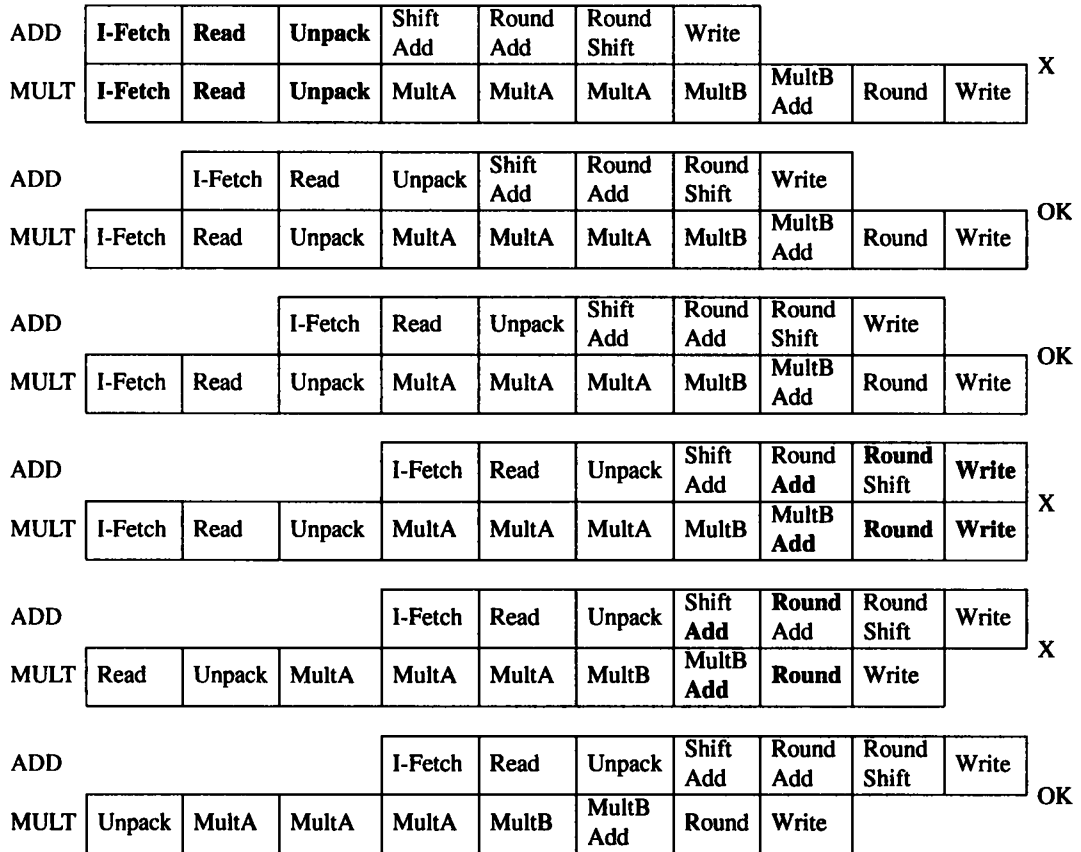 ADD I-Fetch Read Unpack Shift Add Round Add Round Shift Write
X
MULT I-Fetch Read Unpack MultA MultA MultA MultB MultB Add Round Write
ADD I-Fetch Read Unpack Shift Add Round Add Round Shift Write
OK
MULT I-Fetch Read Unpack MultA MultA MultA MultB MultB Add Round Write
ADD I-Fetch Read Unpack Shift Add Round Add Round Shift Write
OK
MULT I-Fetch Read Unpack MultA MultA MultA MultB MultB Add Round Write
ADD I-Fetch Read Unpack Shift Add Round Add Round Shift Write
X
MULT I-Fetch Read Unpack MultA MultA MultA MultB MultB Add Round Write
ADD I-Fetch Read Unpack Shift Add Round Add Round Shift Write
X
MULT Read Unpack MultA MultA MultA MultB MultB Add Round Write
ADD I-Fetch Read Unpack Shift Add Round Add Round Shift Write
OK
MULT Unpack MultA MultA MultA MultB MultB Add Round Write